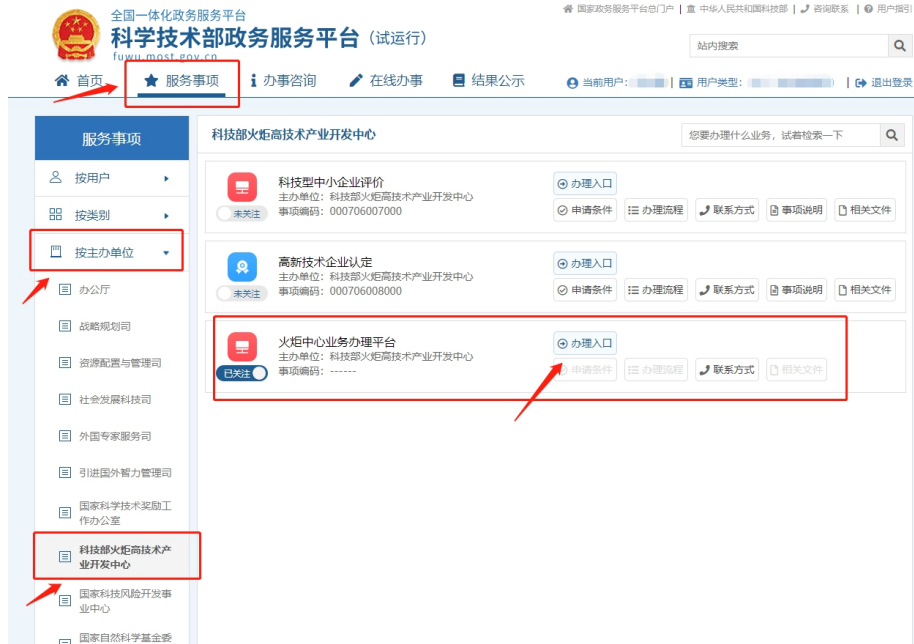 全国一体化政务服务平台
科学技术部政务服务平台（试运行）
fuwu.most.gov.cn
国家政务服务平台总门户 | 中华人民共和国科技部 | 咨询联系 | 用户指引
站内搜索
首页 服务事项 办事咨询 在线办事 结果公示
当前用户： | 用户类型： ） | 退出登录
服务事项
按用户
按类别
按主办单位
办公厅
战略规划司
资源配置与管理司
社会发展科技司
外国专家服务司
引进国外智力管理司
国家科学技术奖励工
作办公室
科技部火炬高技术产
业开发中心
国家科技风险开发事
业中心
国家自然科学基金委
科技部火炬高技术产业开发中心
您要办理什么业务，试着检索一下
科技型中小企业评价
主办单位：科技部火炬高技术产业开发中心
事项编码：000706007000
未关注
办理入口
申请条件 办理流程 联系方式 事项说明 相关文件
高新技术企业认定
主办单位：科技部火炬高技术产业开发中心
事项编码：000706008000
未关注
办理入口
申请条件 办理流程 联系方式 事项说明 相关文件
火炬中心业务办理平台
主办单位：科技部火炬高技术产业开发中心
事项编码：------
已关注
办理入口
申请条件 办理流程 联系方式 相关文件